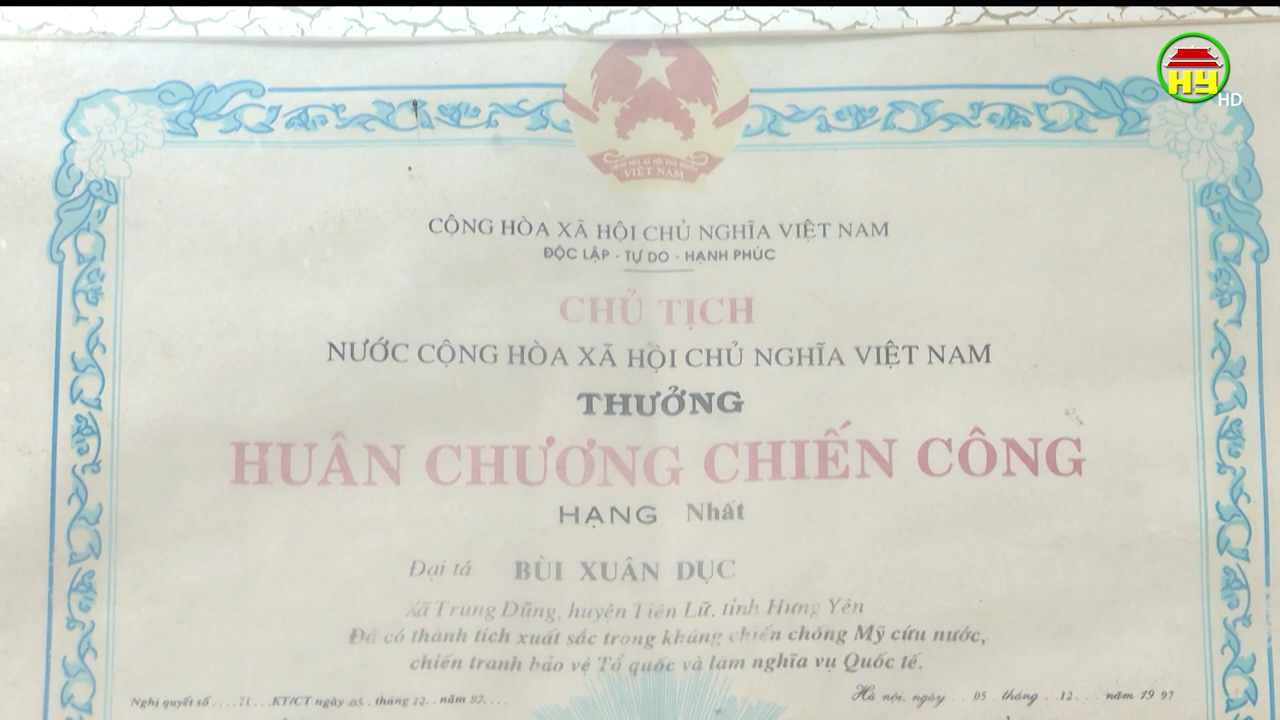 HY
HD
VIỆT NAM
CỘNG HÒA XÃ HỘI CHỦ NGHĨA VIỆT NAM
ĐỘC LẬP - TỰ DO - HẠNH PHÚC
CHỦ TỊCH
NƯỚC CỘNG HÒA XÃ HỘI CHỦ NGHĨA VIỆT NAM
THƯỞNG
HUÂN CHƯƠNG CHIẾN CÔNG
HẠNG Nhất
Đại tá BÙI XUÂN DỤC
Xã Trung Dũng, huyện Tiên Lữ, tỉnh Hưng Yên
Đã có thành tích xuất sắc trong kháng chiến chống Mỹ cứu nước,
chiến tranh bảo vệ Tổ quốc và làm nghĩa vụ Quốc tế.
Nghị quyết số ....71... KT/CT ngày .05. tháng .12.. năm 97....
Hà nội, ngày . 05 . tháng . 12 . năm 1997